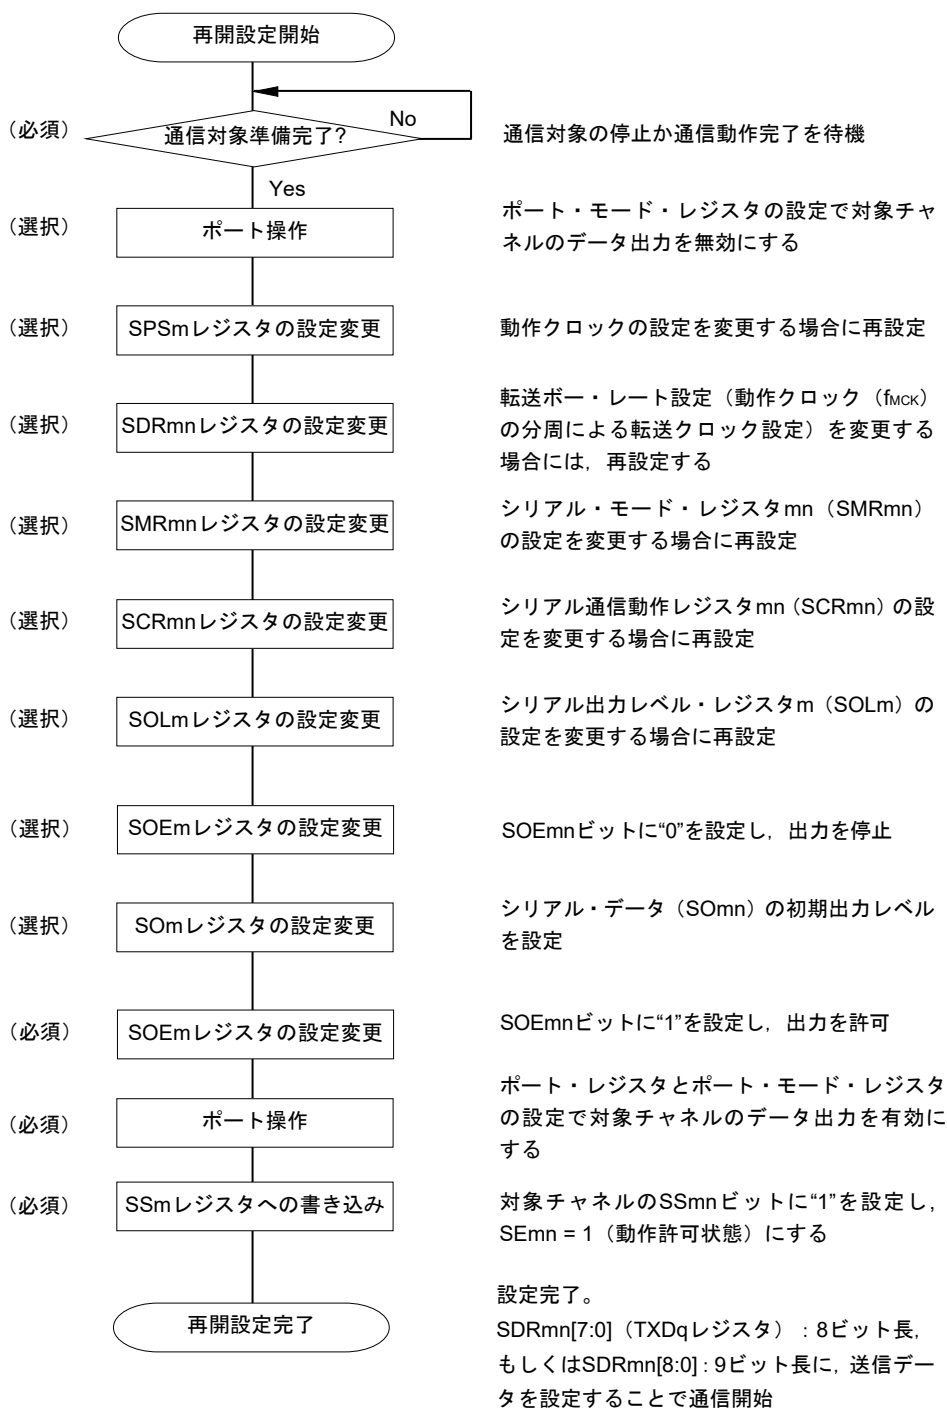 再開設定開始
(必須)
通信対象準備完了?
No
通信対象の停止か通信動作完了を待機
Yes
(選択)
ポート操作
ポート・モード・レジスタの設定で対象チャ
ネルのデータ出力を無効にする
(選択)
SPSmレジスタの設定変更
動作クロックの設定を変更する場合に再設定
(選択)
SDRmnレジスタの設定変更
転送ボー・レート設定(動作クロック(fMCK)
の分周による転送クロック設定)を変更する
場合には,再設定する
(選択)
SMRmnレジスタの設定変更
シリアル・モード・レジスタmn(SMRmn)
の設定を変更する場合に再設定
(選択)
SCRmnレジスタの設定変更
シリアル通信動作レジスタmn(SCRmn)の設
定を変更する場合に再設定
(選択)
SOLmレジスタの設定変更
シリアル出力レベル・レジスタm(SOLm)の
設定を変更する場合に再設定
(選択)
SOEmレジスタの設定変更
SOEmnビットに“0”を設定し,出力を停止
(選択)
SOmレジスタの設定変更
シリアル・データ(SOmn)の初期出力レベル
を設定
(必須)
SOEmレジスタの設定変更
SOEmnビットに“1”を設定し,出力を許可
(必須)
ポート操作
ポート・レジスタとポート・モード・レジスタ
の設定で対象チャネルのデータ出力を有効に
する
(必須)
SSmレジスタへの書き込み
対象チャネルのSSmnビットに“1”を設定し,
SEmn = 1(動作許可状態)にする
再開設定完了
設定完了。
SDRmn[7:0](TXDqレジスタ):8ビット長,
もしくはSDRmn[8:0]:9ビット長に,送信デー
タを設定することで通信開始